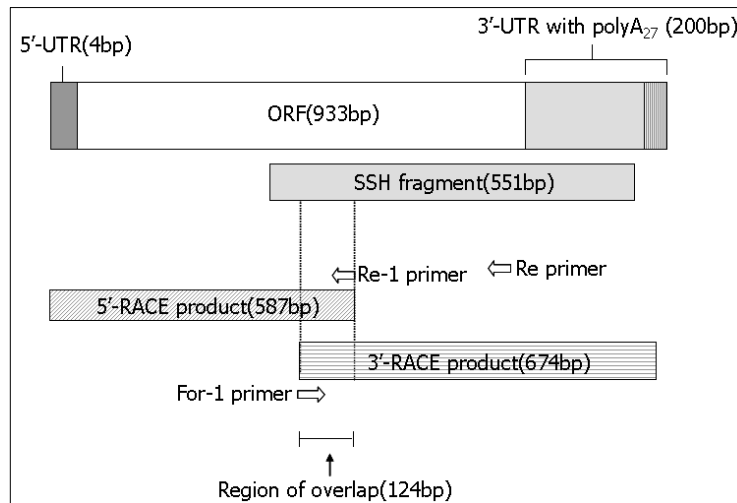 5′-UTR(4bp)
3′-UTR with polyA₂₇ (200bp)
ORF(933bp)
SSH fragment(551bp)
Re-1 primer
Re primer
5′-RACE product(587bp)
3′-RACE product(674bp)
For-1 primer
Region of overlap(124bp)